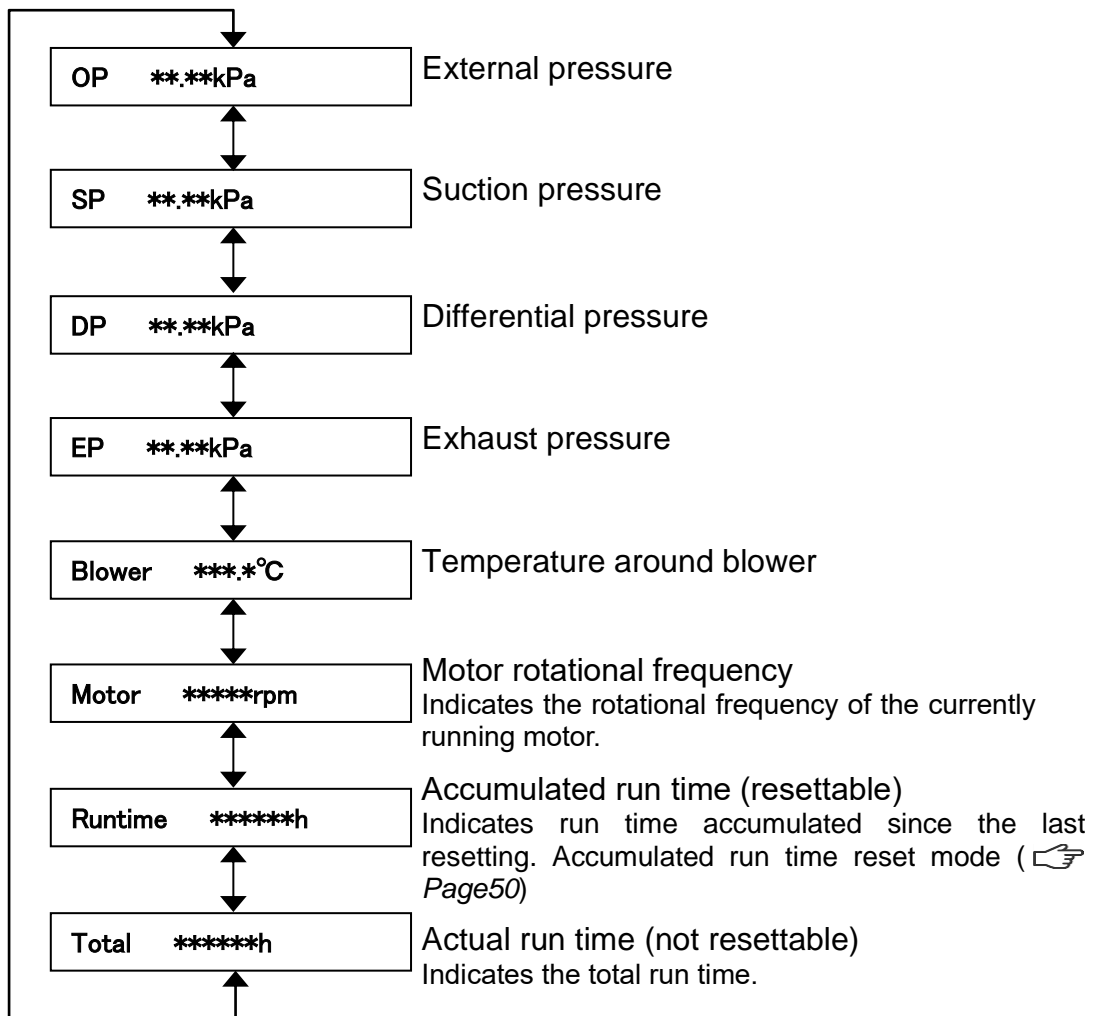 OP **.**kPa
External pressure
SP **.**kPa
Suction pressure
DP **.**kPa
Differential pressure
EP **.**kPa
Exhaust pressure
Blower ***.*℃
Temperature around blower
Motor *****rpm
Motor rotational frequency
Indicates the rotational frequency of the currently
running motor.
Runtime ******h
Accumulated run time (resettable)
Indicates run time accumulated since the last
resetting. Accumulated run time reset mode (☞
Page50)
Total ******h
Actual run time (not resettable)
Indicates the total run time.